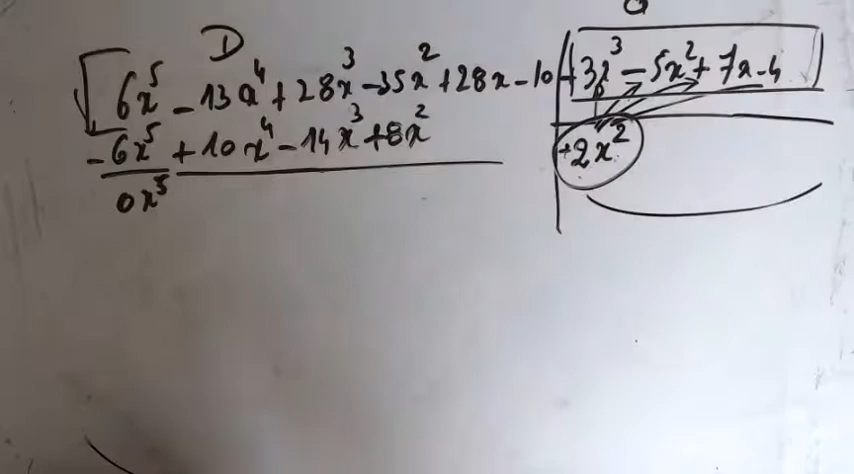 D
6x⁵ - 13x⁴ + 28x³ - 35x² + 28x - 10 | +3x³ - 5x² + 7x - 4
- 6x⁵ + 10x⁴ - 14x³ + 8x² | +2x²
0x⁵